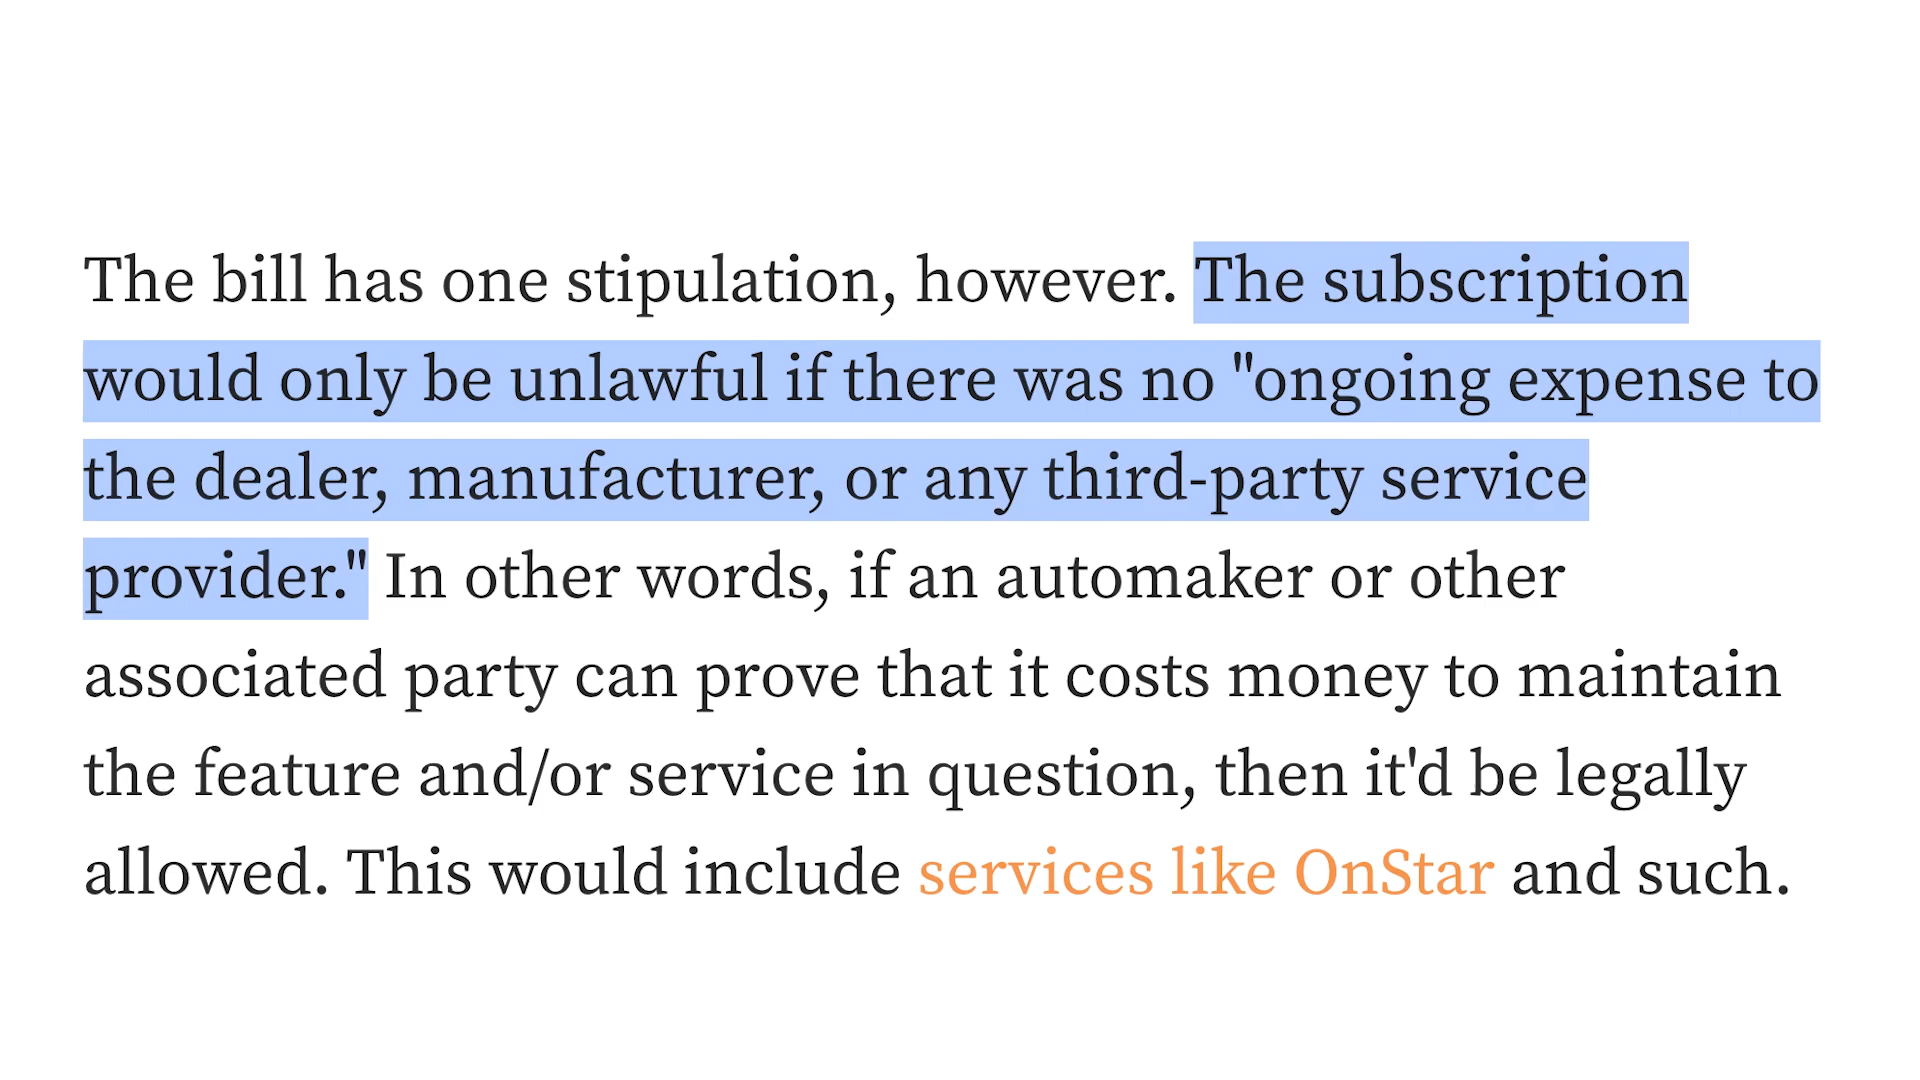 The bill has one stipulation, however. The subscription
would only be unlawful if there was no "ongoing expense to
the dealer, manufacturer, or any third-party service
provider." In other words, if an automaker or other
associated party can prove that it costs money to maintain
the feature and/or service in question, then it'd be legally
allowed. This would include services like OnStar and such.